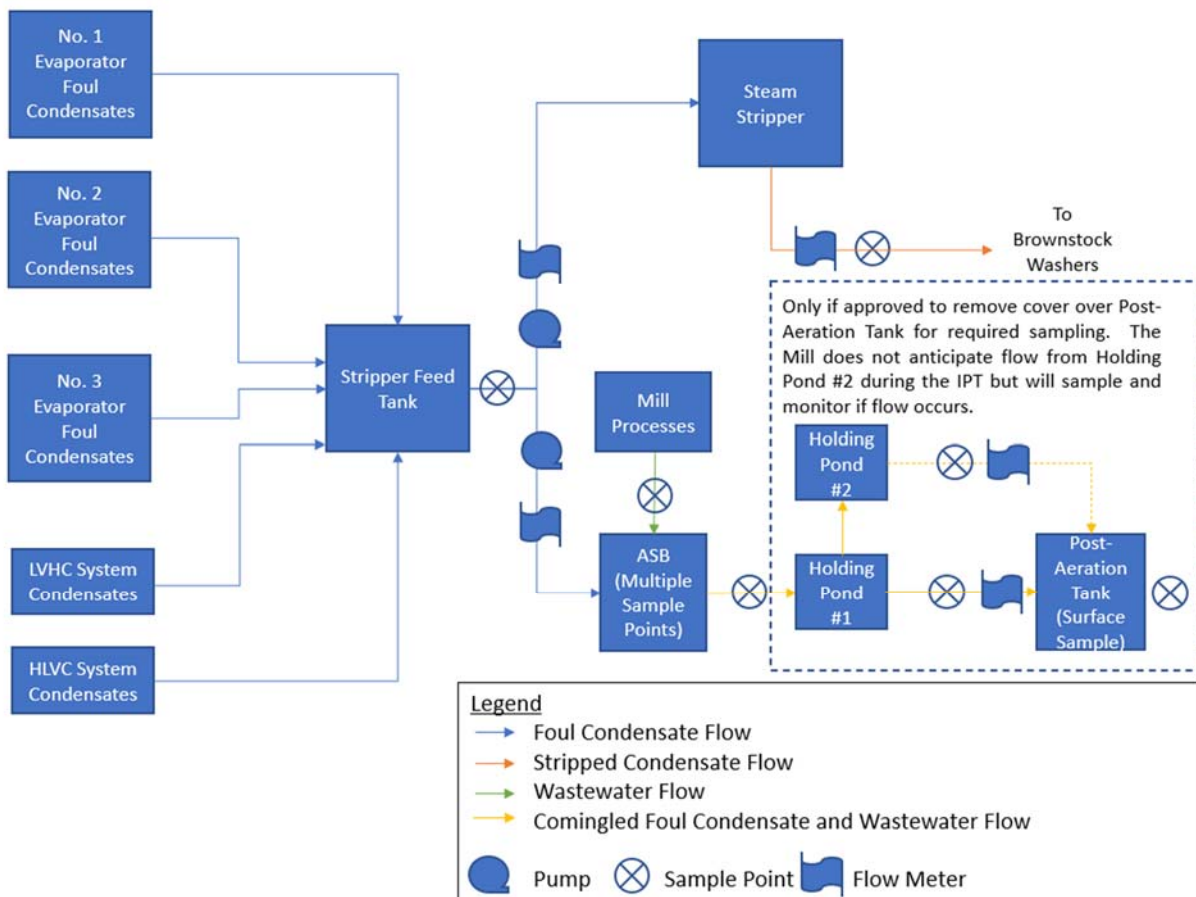 No. 1
Evaporator
Foul
Condensates
No. 2
Evaporator
Foul
Condensates
No. 3
Evaporator
Foul
Condensates
LVHC System
Condensates
HLVC System
Condensates
Stripper Feed
Tank
Steam
Stripper
To
Brownstock
Washers
Mill
Processes
ASB
(Multiple
Sample
Points)
Only if approved to remove cover over Post-
Aeration Tank for required sampling. The
Mill does not anticipate flow from Holding
Pond #2 during the IPT but will sample and
monitor if flow occurs.
Holding
Pond
#2
Holding
Pond
#1
Post-
Aeration
Tank
(Surface
Sample)
Legend
Foul Condensate Flow
Stripped Condensate Flow
Wastewater Flow
Comingled Foul Condensate and Wastewater Flow
Pump
Sample Point
Flow Meter